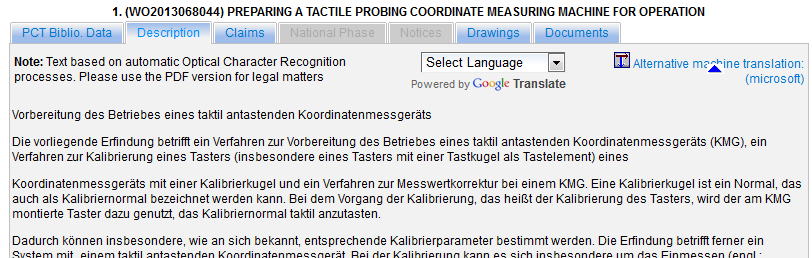 1. (WO2013068044) PREPARING A TACTILE PROBING COORDINATE MEASURING MACHINE FOR OPERATION
PCT Biblio. Data Description Claims National Phase Notices Drawings Documents
Note: Text based on automatic Optical Character Recognition
processes. Please use the PDF version for legal matters
Select Language
Powered by Google Translate
Alternative machine translation:
(microsoft)
Vorbereitung des Betriebes eines taktil antastenden Koordinatenmessgeräts
Die vorliegende Erfindung betrifft ein Verfahren zur Vorbereitung des Betriebes eines taktil antastenden Koordinatenmessgeräts (KMG), ein
Verfahren zur Kalibrierung eines Tasters (insbesondere eines Tasters mit einer Tastkugel als Tastelement) eines
Koordinatenmessgeräts mit einer Kalibrierkugel und ein Verfahren zur Messwertkorrektur bei einem KMG. Eine Kalibrierkugel ist ein Normal, das
auch als Kalibriernormal bezeichnet werden kann. Bei dem Vorgang der Kalibrierung, das heißt der Kalibrierung des Tasters, wird der am KMG
montierte Taster dazu genutzt, das Kalibriernormal taktil anzutasten.
Dadurch können insbesondere, wie an sich bekannt, entsprechende Kalibrierparameter bestimmt werden. Die Erfindung betrifft ferner ein
System mit, einem taktil antastenden Koordinatenmessgerät. Bei der Kalibrierung kann es sich insbesondere um das Einmessen (engl.: